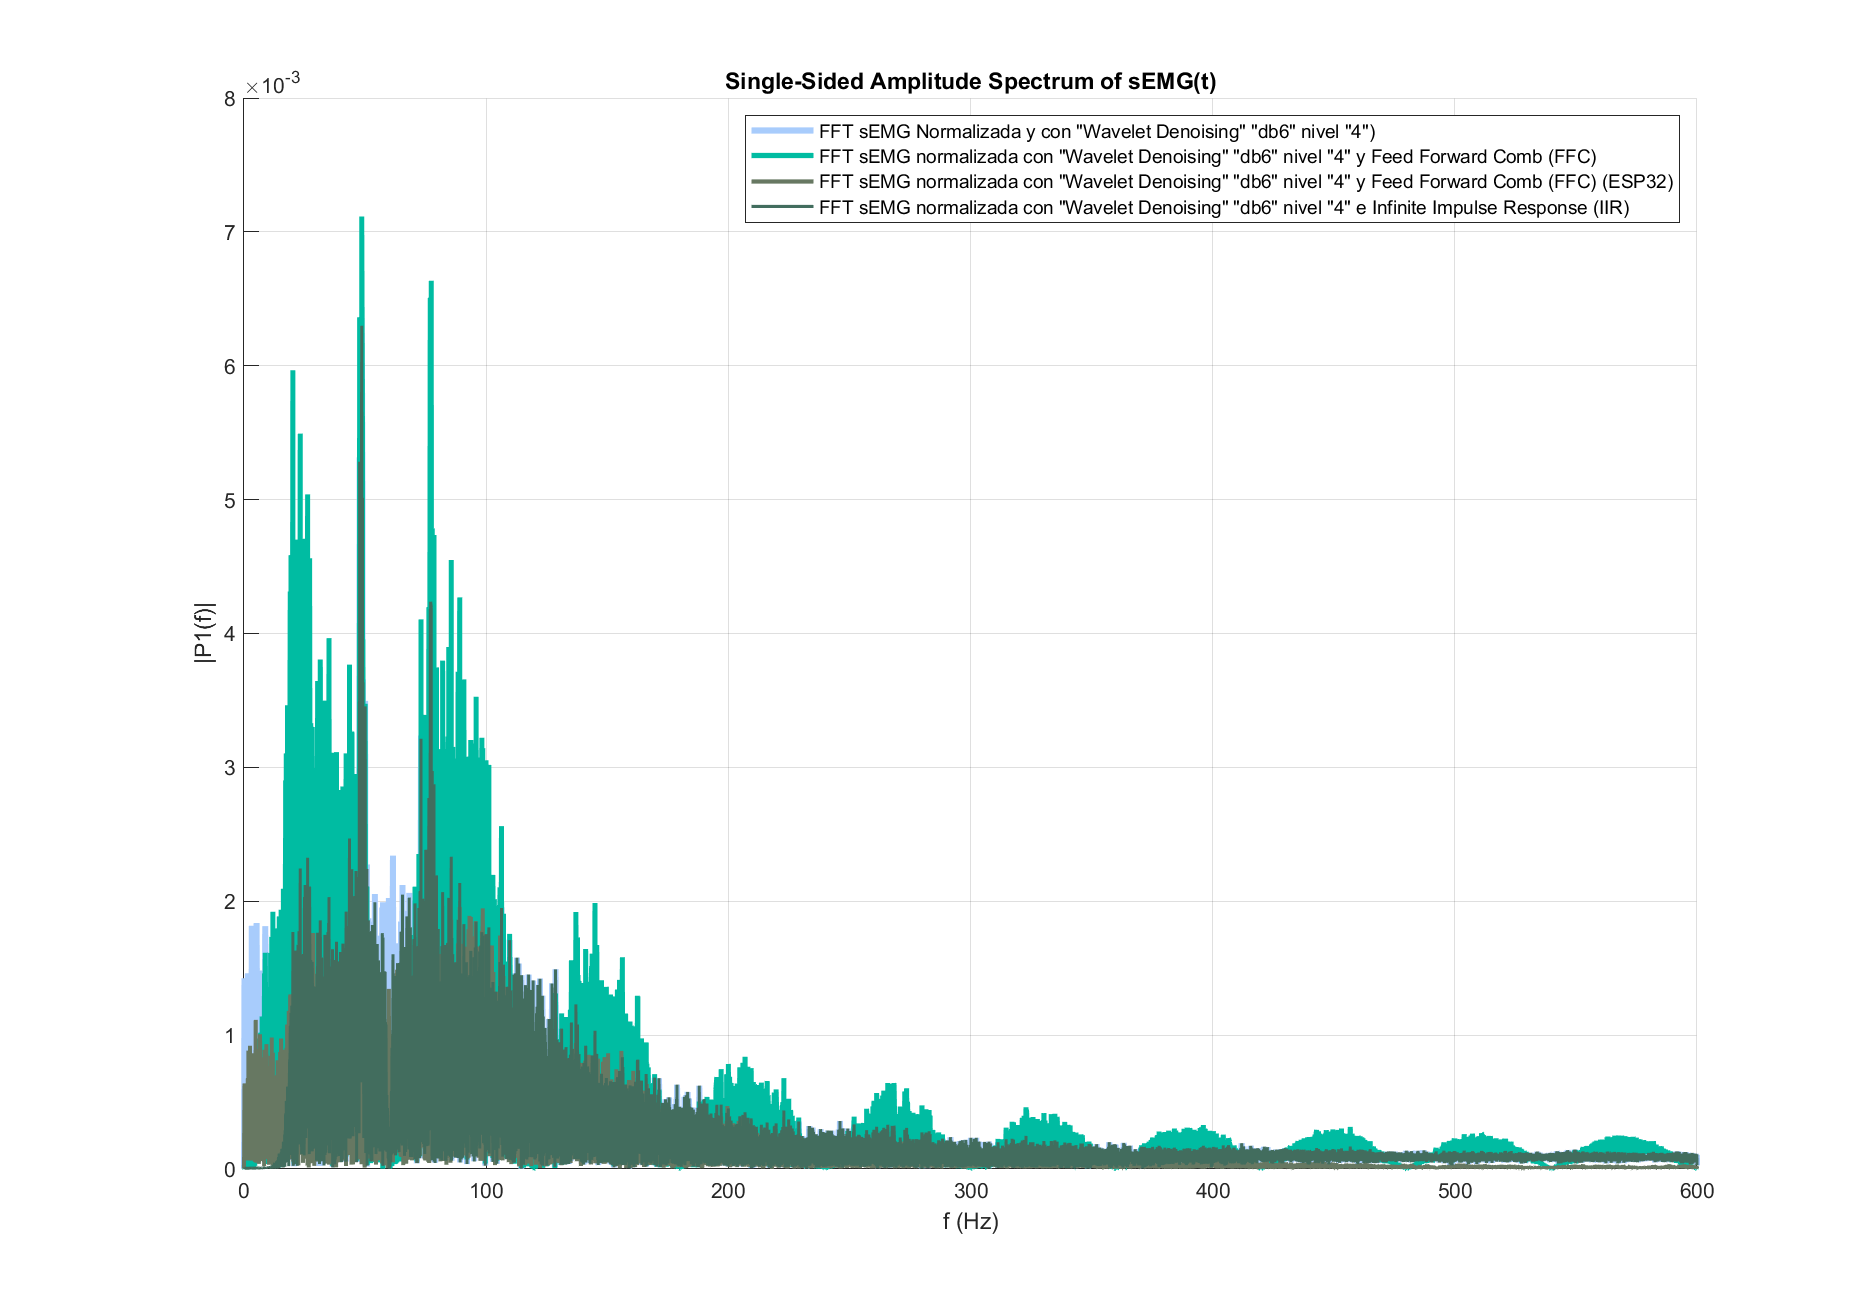 Single-Sided Amplitude Spectrum of sEMG(t)
×10-3
FFT sEMG Normalizada y con "Wavelet Denoising" "db6" nivel "4")
FFT sEMG normalizada con "Wavelet Denoising" "db6" nivel "4" y Feed Forward Comb (FFC)
FFT sEMG normalizada con "Wavelet Denoising" "db6" nivel "4" y Feed Forward Comb (FFC) (ESP32)
FFT sEMG normalizada con "Wavelet Denoising" "db6" nivel "4" e Infinite Impulse Response (IIR)
8
7
6
5
4
3
2
1
0
|P1(f)|
0 100 200 300 400 500 600
f (Hz)